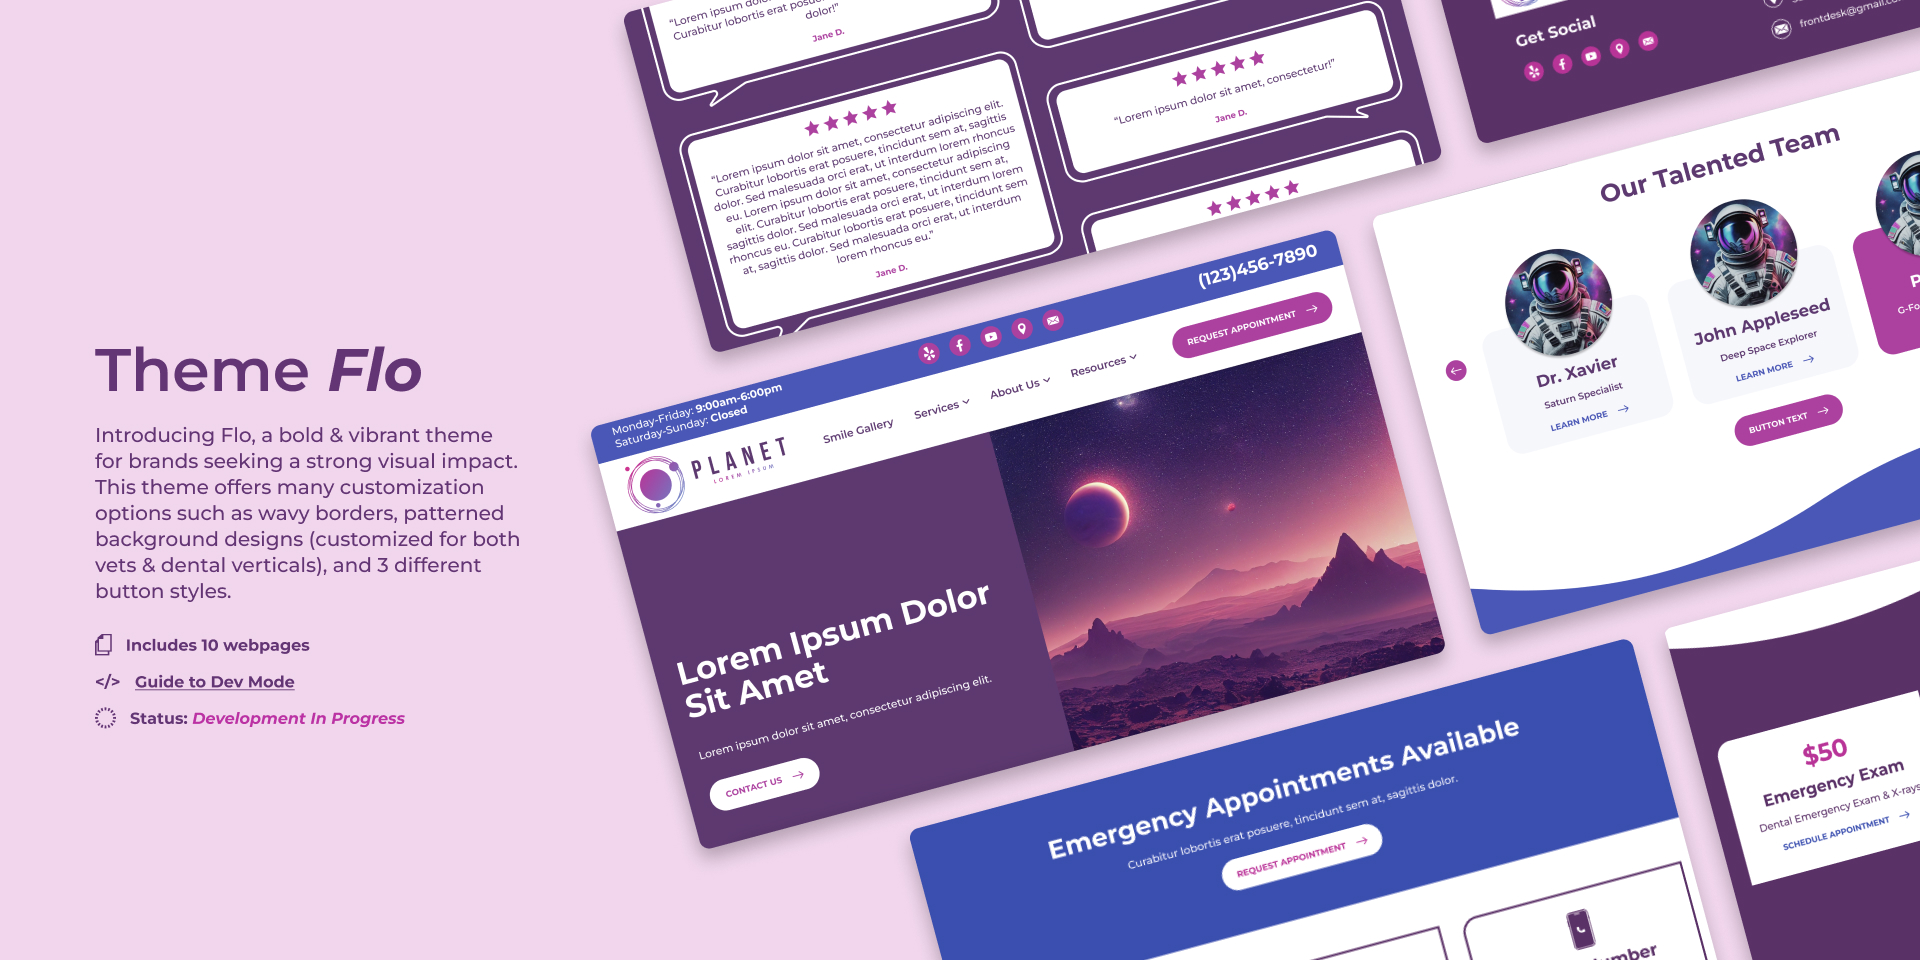 Theme Flo
Introducing Flo, a bold & vibrant theme
for brands seeking a strong visual impact.
This theme offers many customization
options such as wavy borders, patterned
background designs (customized for both
vets & dental verticals), and 3 different
button styles.
Includes 10 webpages
</> Guide to Dev Mode
Status: Development In Progress
“Lorem ipsum
Curabitur lobortis erat
dolor!”
Jane D.
“Lorem ipsum dolor sit amet, consectetur adipiscing elit.
Curabitur lobortis erat posuere, tincidunt sem at, sagittis
dolor. Sed malesuada orci erat, ut interdum lorem rhoncus
eu. Lorem ipsum dolor sit amet, consectetur adipiscing
elit. Curabitur lobortis erat posuere, tincidunt sem at,
sagittis dolor. Sed malesuada orci erat, ut interdum lorem
rhoncus eu. Curabitur lobortis erat posuere, tincidunt sem
at, sagittis dolor. Sed malesuada orci erat, ut interdum
lorem rhoncus eu.”
Jane D.
“Lorem ipsum dolor sit amet, consectetur!”
Jane D.
Get Social
frontdesk@gmail.co
Our Talented Team
Dr. Xavier
Saturn Specialist
LEARN MORE
John Appleseed
Deep Space Explorer
LEARN MORE
G-Fo
BUTTON TEXT
Monday-Friday: 9:00am-6:00pm
Saturday-Sunday: Closed
(123)456-7890
PLANET
LOREM IPSUM
Smile Gallery
Services
About Us
Resources
REQUEST APPOINTMENT
Lorem Ipsum Dolor
Sit Amet
Lorem ipsum dolor sit amet, consectetur adipiscing elit.
CONTACT US
Emergency Appointments Available
Curabitur lobortis erat posuere, tincidunt sem at, sagittis dolor.
REQUEST APPOINTMENT
umber
$50
Emergency Exam
Dental Emergency Exam & X-rays
SCHEDULE APPOINTMENT